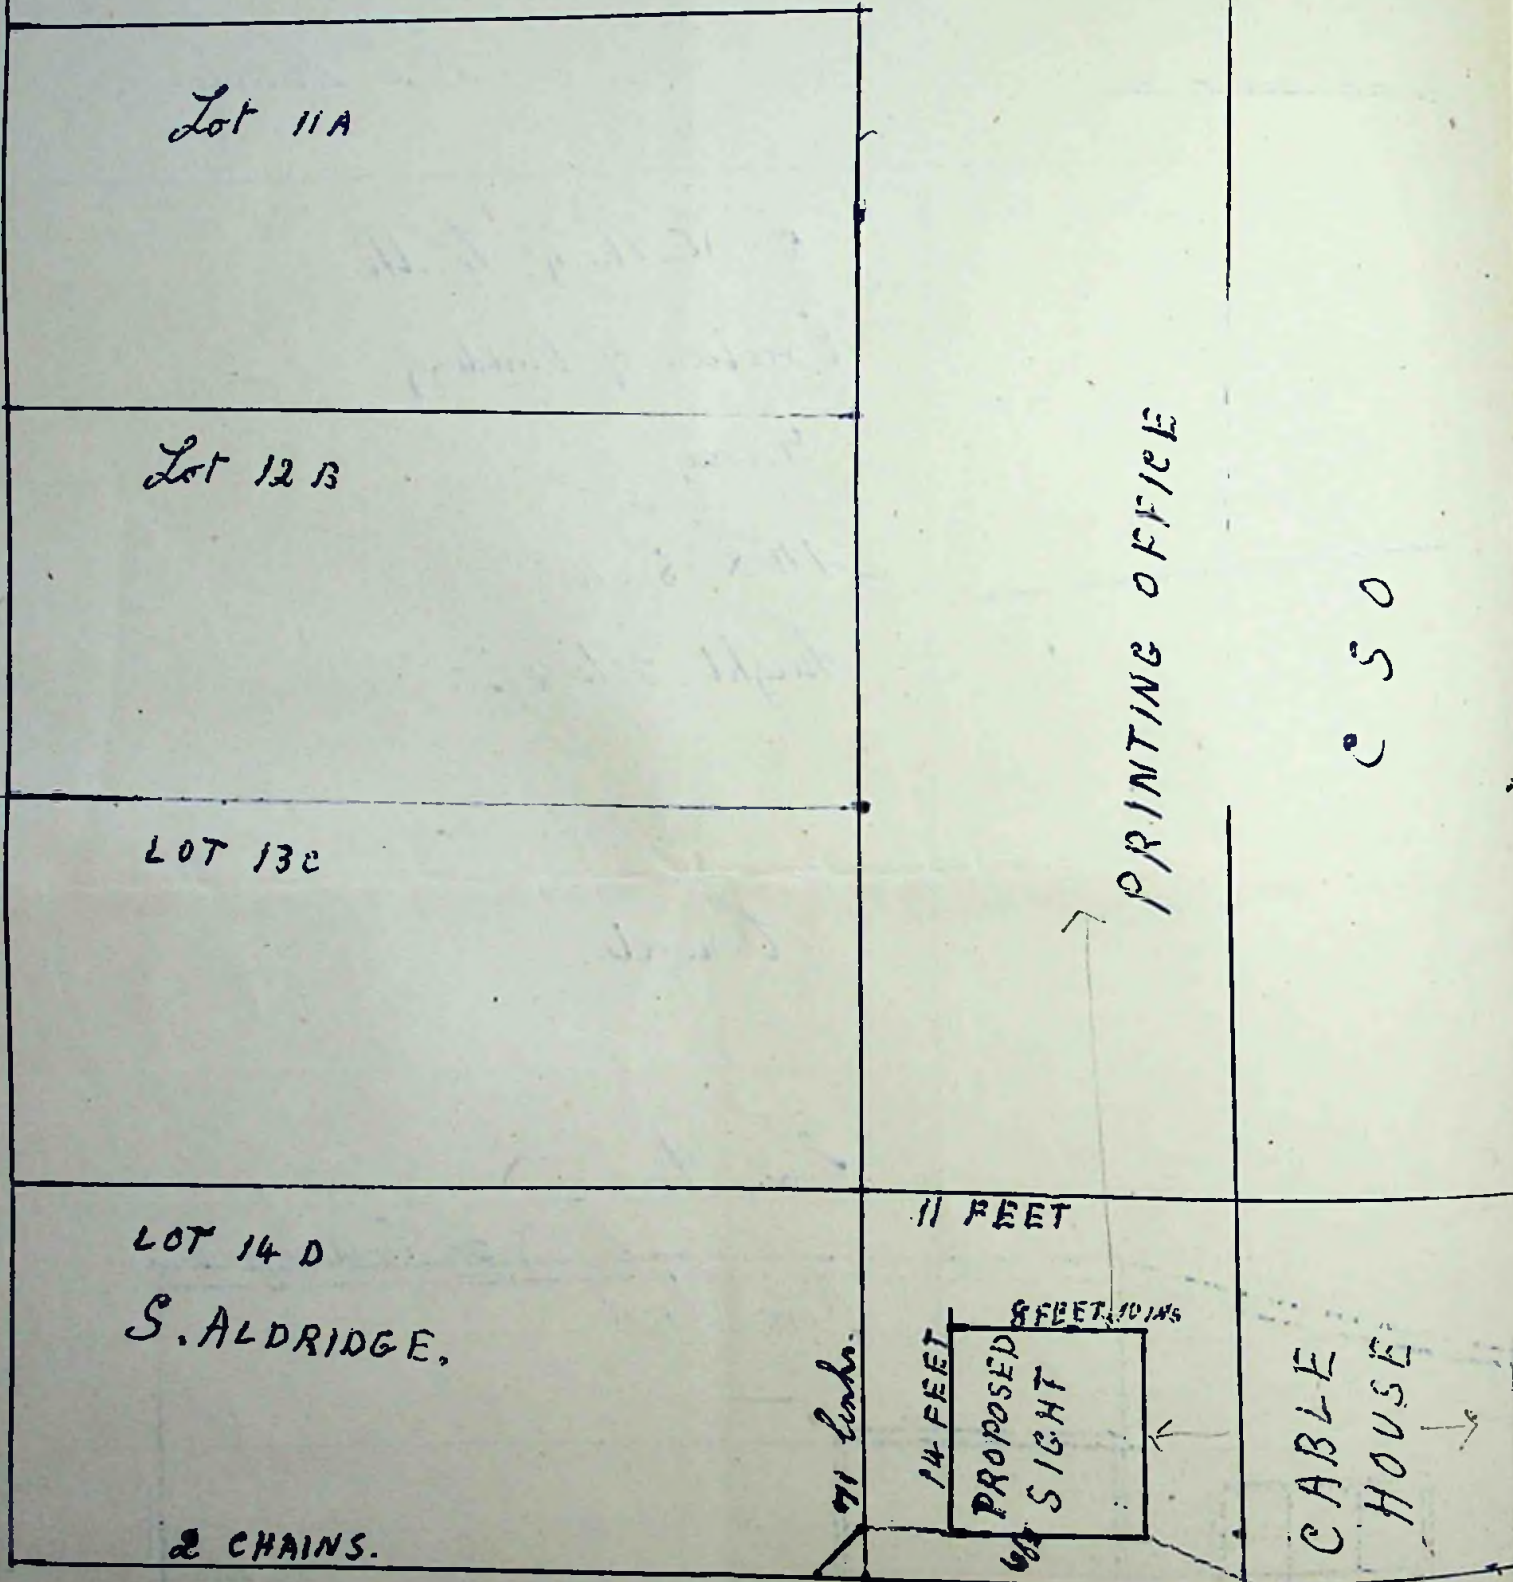 Lot 11A
Lot 12 B
LOT 13C
LOT 14 D
S. ALDRIDGE.
2 CHAINS.
71 links.
PRINTING OFFICE
C S O
11 FEET
8 FEET, 10 INS
14 FEET
PROPOSED
SIGHT
CABLE
HOUSE